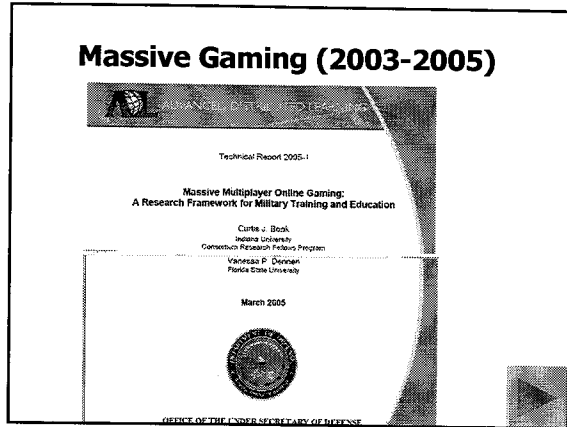 Massive Gaming (2003-2005)
ADL ADVANCED DISTRIBUTED LEARNING
Technical Report 2005-1
Massive Multiplayer Online Gaming:
A Research Framework for Military Training and Education
Curtis J. Bonk
Indiana University
Consortium Research Fellows Program
Vanessa P. Dennen
Florida State University
March 2005
OFFICE OF THE UNDER SECRETARY OF DEFENSE